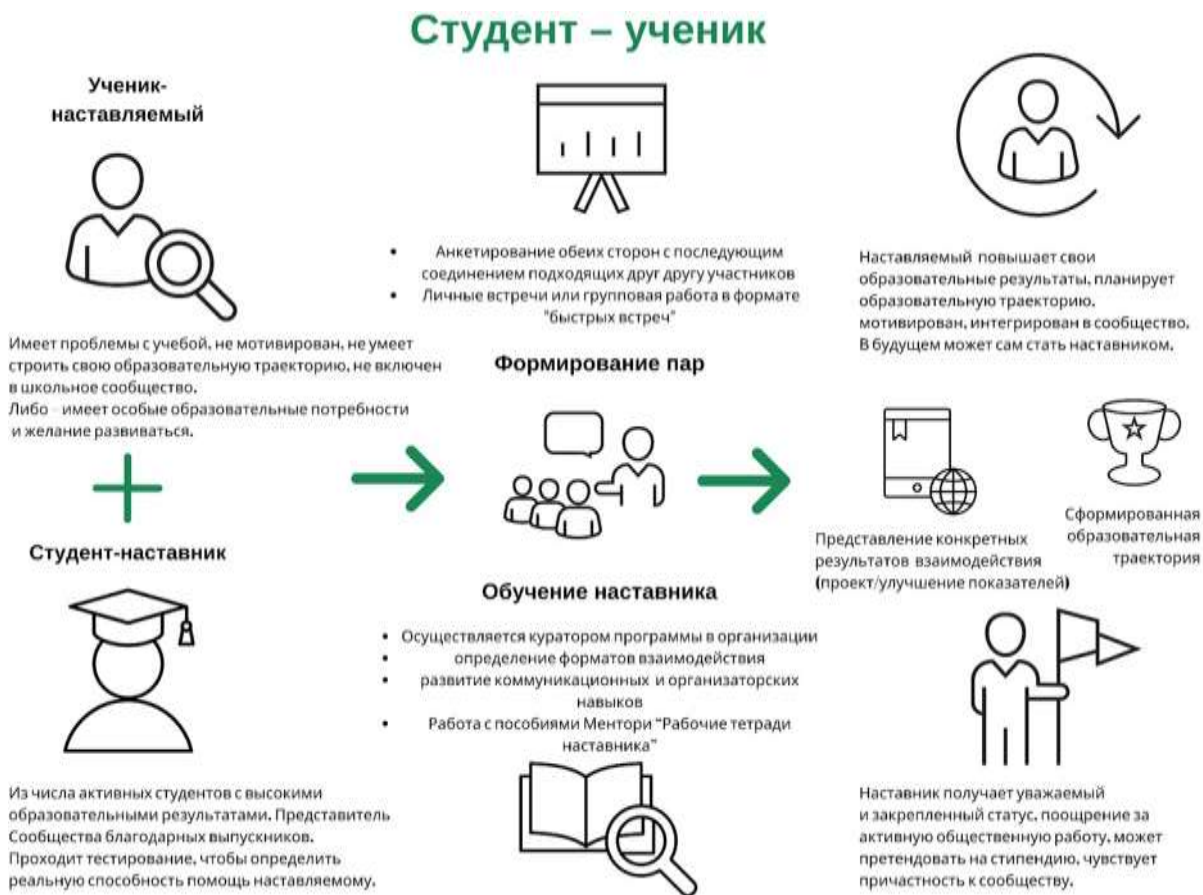 Студент – ученик
Ученик-
наставляемый
Имеет проблемы с учебой, не мотивирован, не умеет
строить свою образовательную траекторию, не включен
в школьное сообщество.
Либо - имеет особые образовательные потребности
и желание развиваться.
Студент-наставник
Из числа активных студентов с высокими
образовательными результатами. Представитель
Сообщества благодарных выпускников.
Проходит тестирование, чтобы определить
реальную способность помощь наставляемому.
• Анкетирование обеих сторон с последующим
соединением подходящих друг другу участников
• Личные встречи или групповая работа в формате
"быстрых встреч"
Формирование пар
Обучение наставника
• Осуществляется куратором программы в организации
• определение форматов взаимодействия
• развитие коммуникационных и организаторских
навыков
• Работа с пособиями Ментори "Рабочие тетради
наставника"
Наставляемый повышает свои
образовательные результаты, планирует
образовательную траекторию,
мотивирован, интегрирован в сообщество.
В будущем может сам стать наставником.
Представление конкретных
результатов взаимодействия
(проект/улучшение показателей)
Сформированная
образовательная
траектория
Наставник получает уважаемый
и закрепленный статус, поощрение за
активную общественную работу, может
претендовать на стипендию, чувствует
причастность к сообществу.